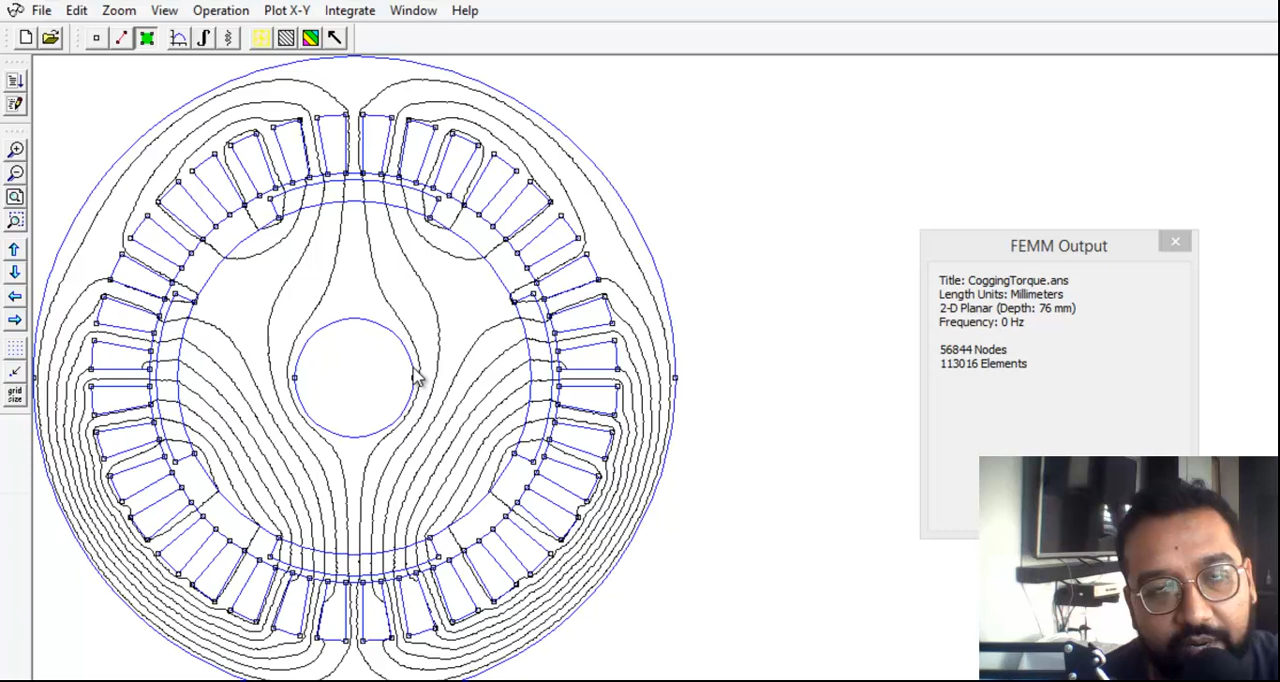 File Edit Zoom View Operation Plot X-Y Integrate Window Help
grid
size
FEMM Output
Title: CoggingTorque.ans
Length Units: Millimeters
2-D Planar (Depth: 76 mm)
Frequency: 0 Hz
56844 Nodes
113016 Elements